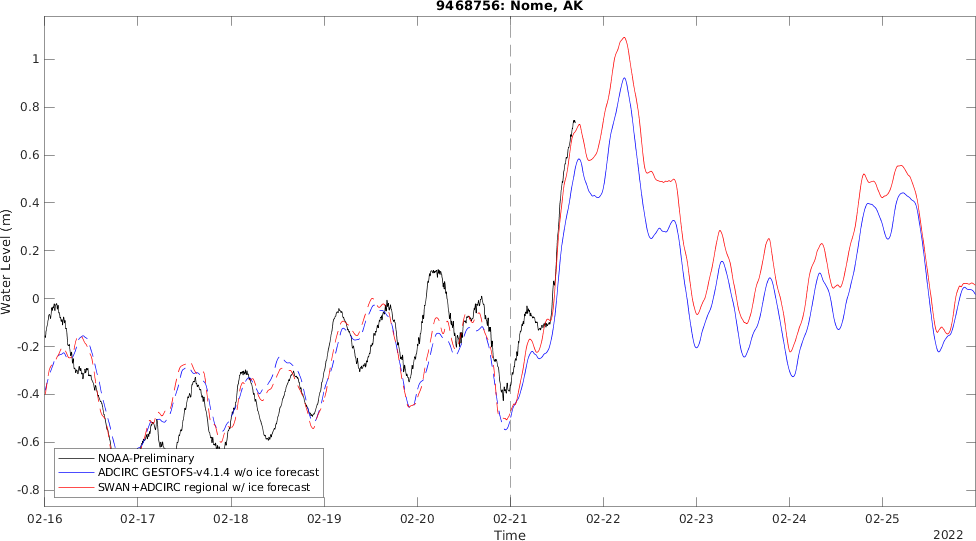 9468756: Nome, AK
1
0.8
0.6
0.4
0.2
0
-0.2
-0.4
-0.6
-0.8
Water Level (m)
NOAA-Preliminary
ADCIRC GESTOFS-v4.1.4 w/o ice forecast
SWAN+ADCIRC regional w/ ice forecast
02-16 02-17 02-18 02-19 02-20 02-21 02-22 02-23 02-24 02-25
Time
2022